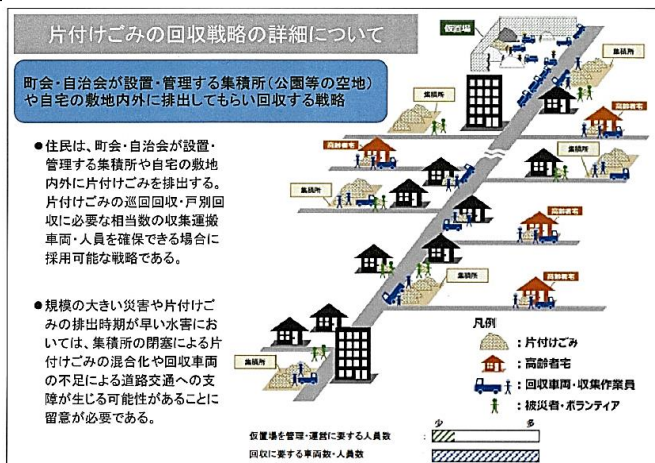 片付けごみの回収戦略の詳細について
町会・自治会が設置・管理する集積所(公園等の空地)
や自宅の敷地内外に排出してもらい回収する戦略
●住民は、町会・自治会が設置・
管理する集積所や自宅の敷地
内外に片付けごみを排出する。
片付けごみの巡回回収・戸別回
収に必要な相当数の収集運搬
車両・人員を確保できる場合に
採用可能な戦略である。
●規模の大きい災害や片付けご
みの排出時期が早い水害にお
いては、集積所の閉塞による片
付けごみの混合化や回収車両
の不足による道路交通への支
障が生じる可能性があることに
留意が必要である。
仮置場
集積所
集積所
高齢者宅
高齢者宅
集積所
集積所
高齢者宅
集積所
高齢者宅
集積所
凡例
:片付けごみ
:高齢者宅
:回収車両・収集作業員
:被災者・ボランティア
少 多
仮置場を管理・運営に要する人員数 :
回収に要する車両数・人員数 :